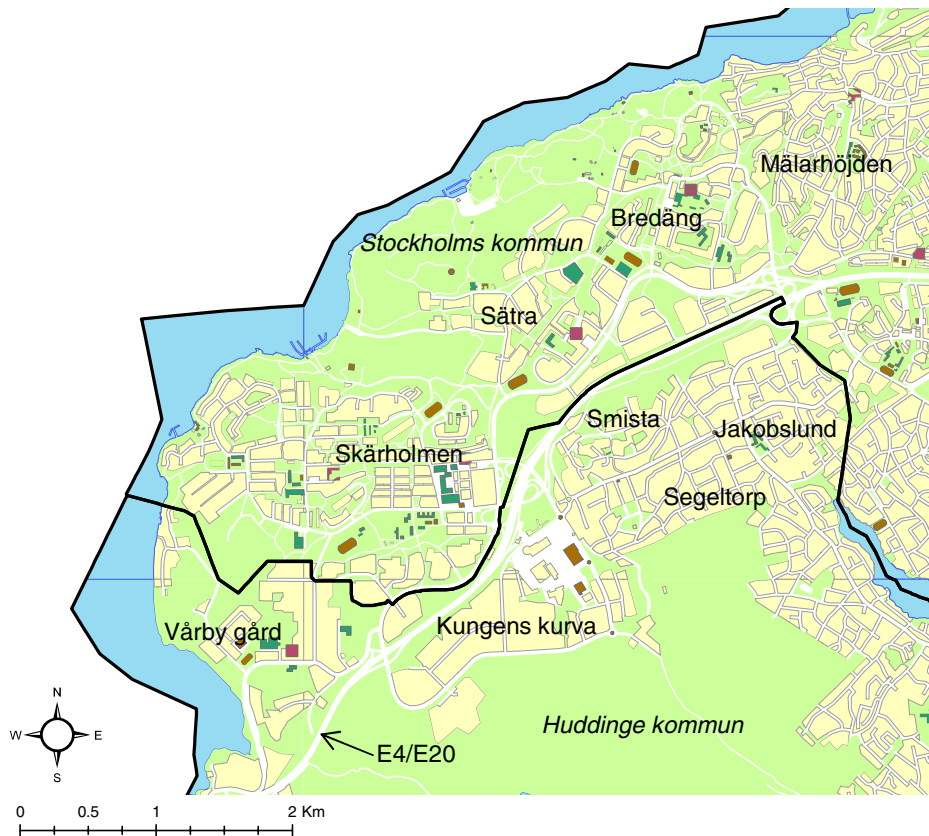 Mälarhöjden
Bredäng
Stockholms kommun
Sätra
Smista
Jakobslund
Skärholmen
Segeltorp
Vårby gård
Kungens kurva
Huddinge kommun
E4/E20
N
W E
S
0 0.5 1 2 Km